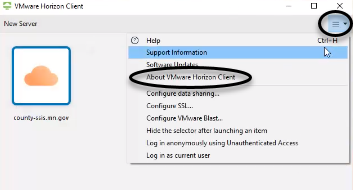 VMware Horizon Client
New Server
Help
Ctrl+H
Support Information
Software Updates
About VMware Horizon Client
Configure data sharing...
Configure SSL...
county-ssis.mn.gov
Configure VMware Blast...
Hide the selector after launching an item
Log in anonymously using Unauthenticated Access
Log in as current user